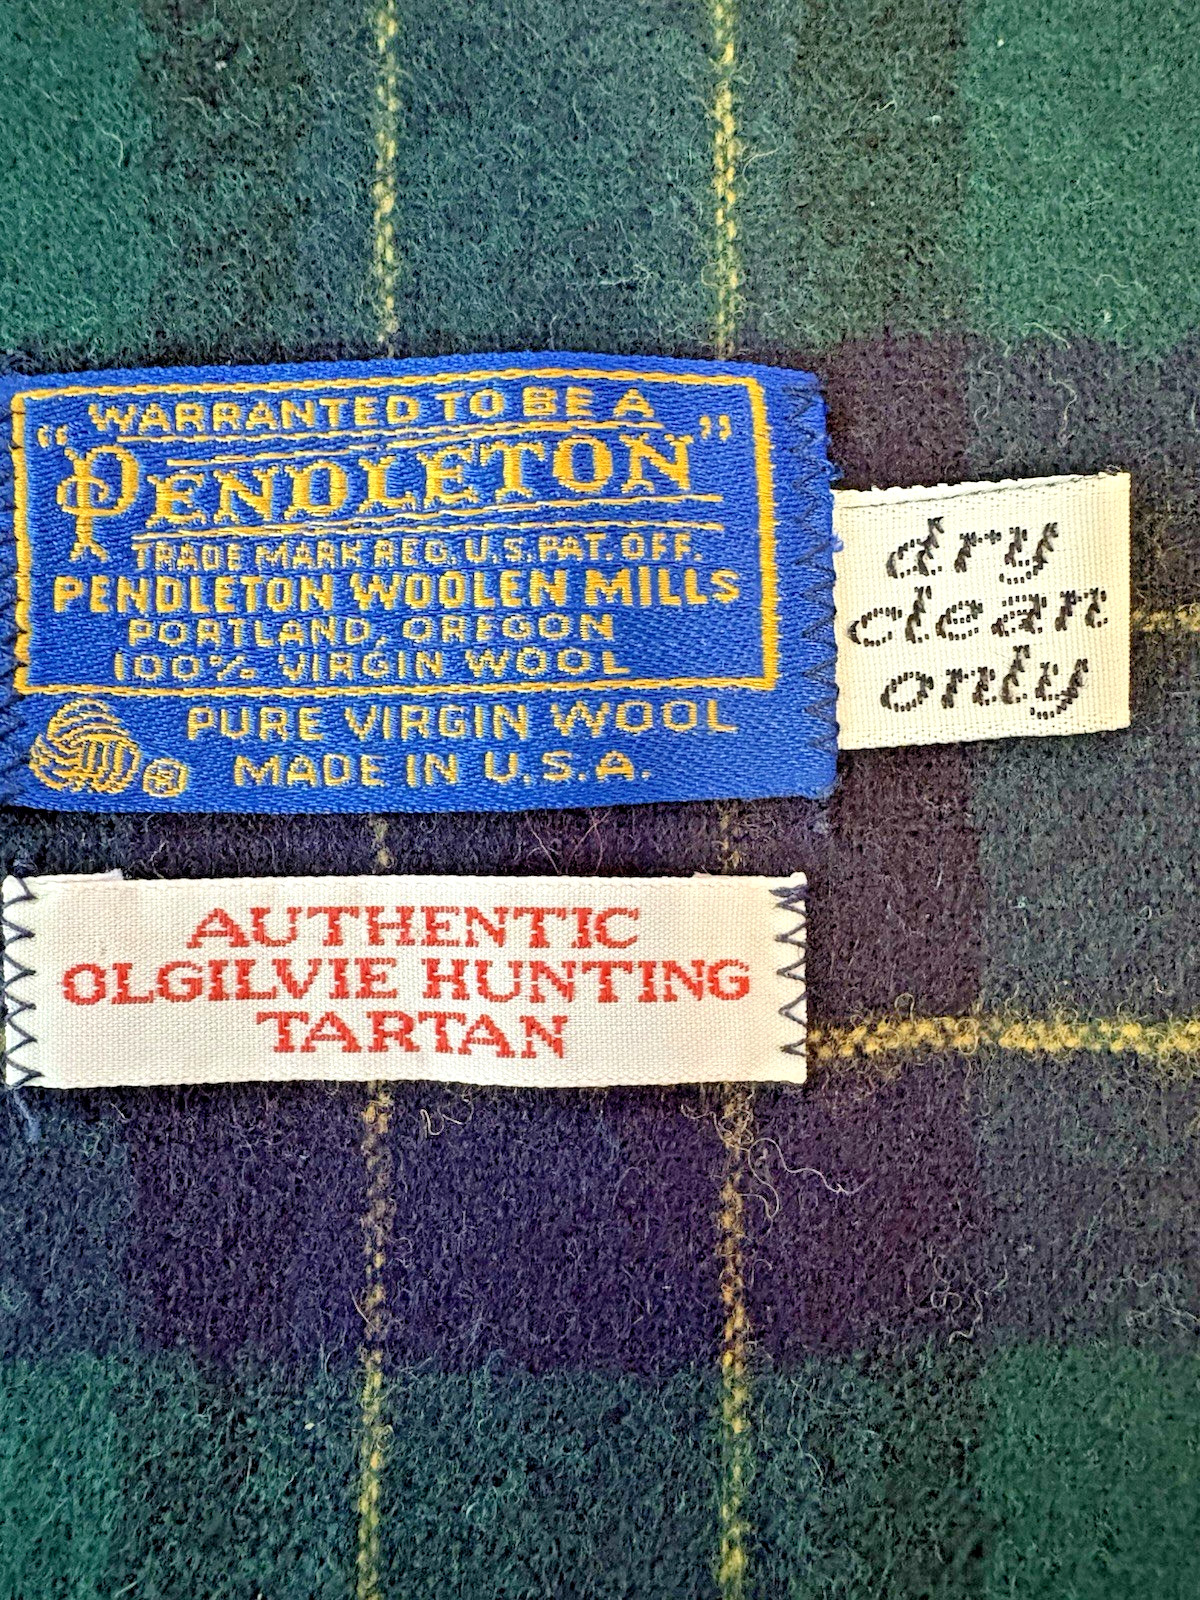 WARRANTED TO BE A
"PENDLETON"
TRADE MARK REG. U.S. PAT. OFF.
PENDLETON WOOLEN MILLS
PORTLAND, OREGON
100% VIRGIN WOOL
PURE VIRGIN WOOL
® MADE IN U.S.A.
dry
clean
only
AUTHENTIC
OLGILVIE HUNTING
TARTAN